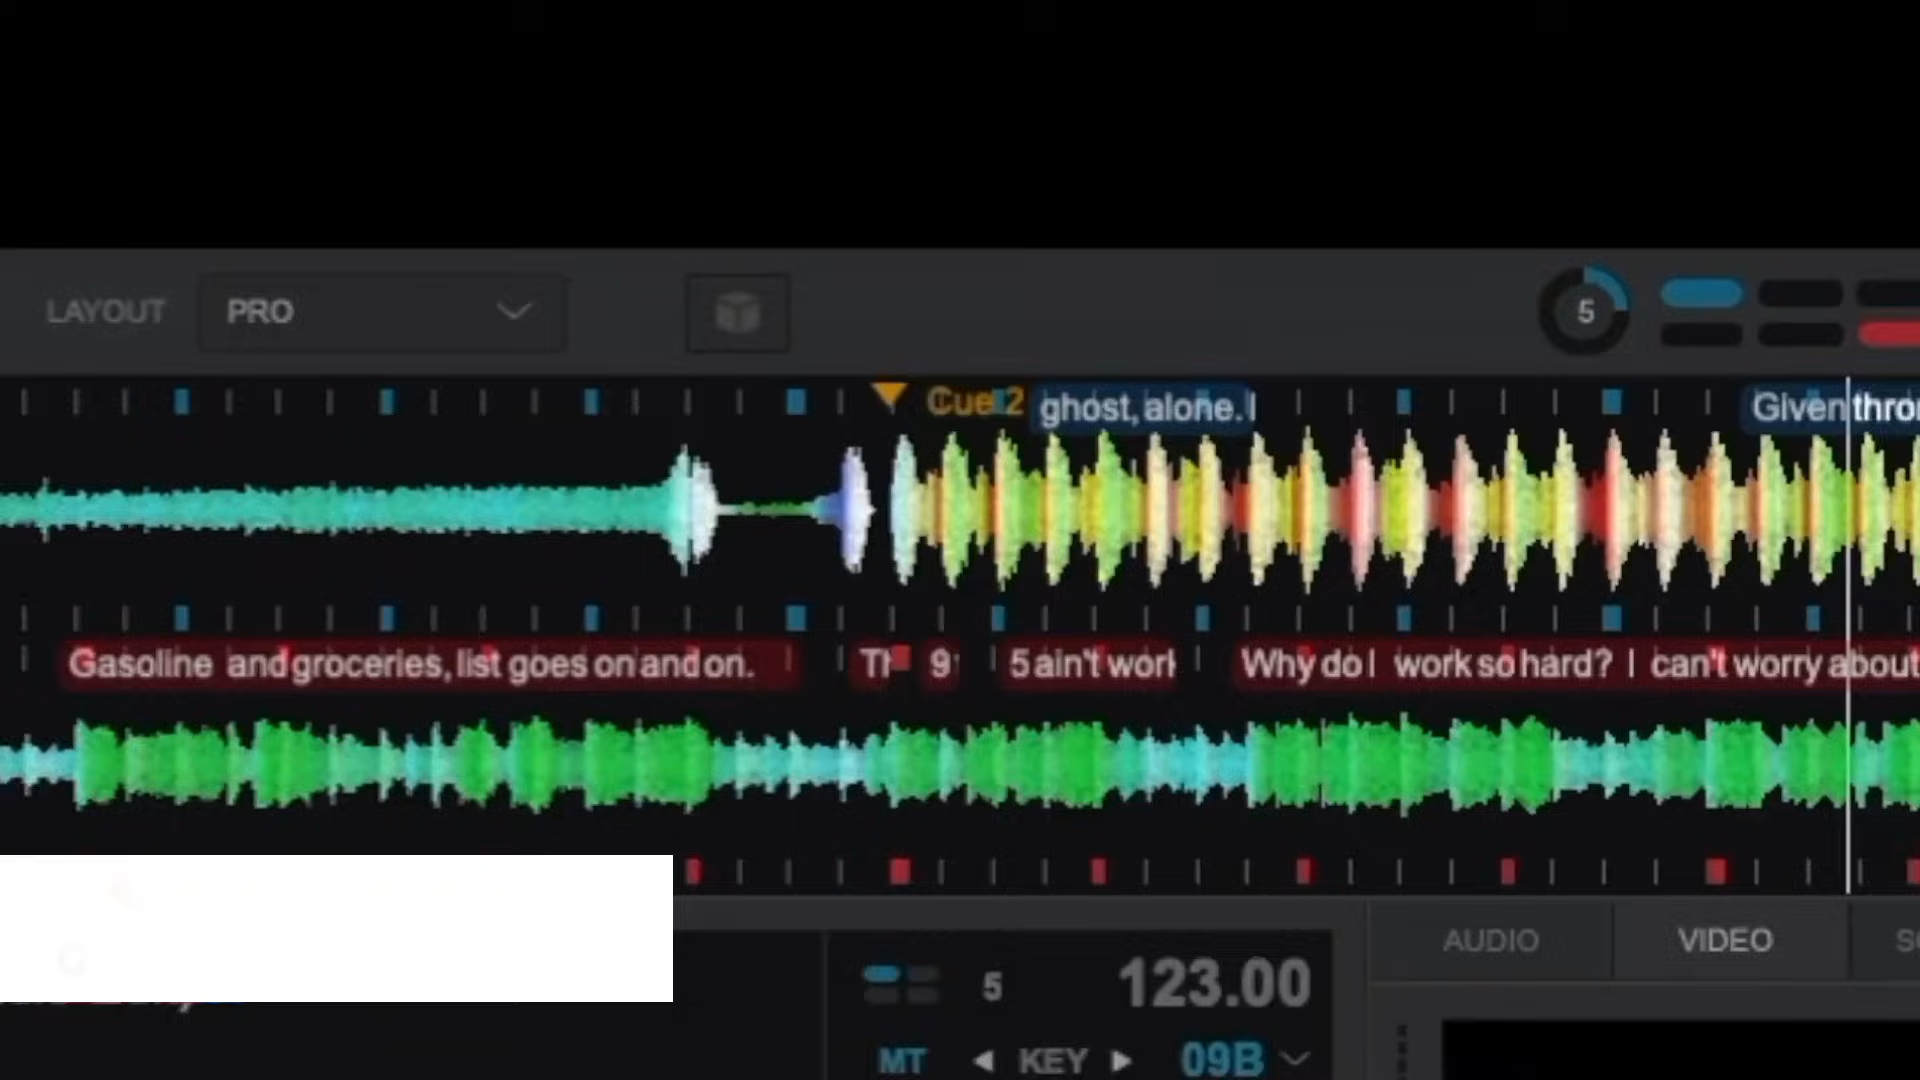 LAYOUT PRO 5
Cue 2 ghost, alone. I Given
Gasoline and groceries, list goes on and on. 5 ain't work Why do I work so hard? I can't worry about
AUDIO VIDEO
5 123.00
MT KEY 09B